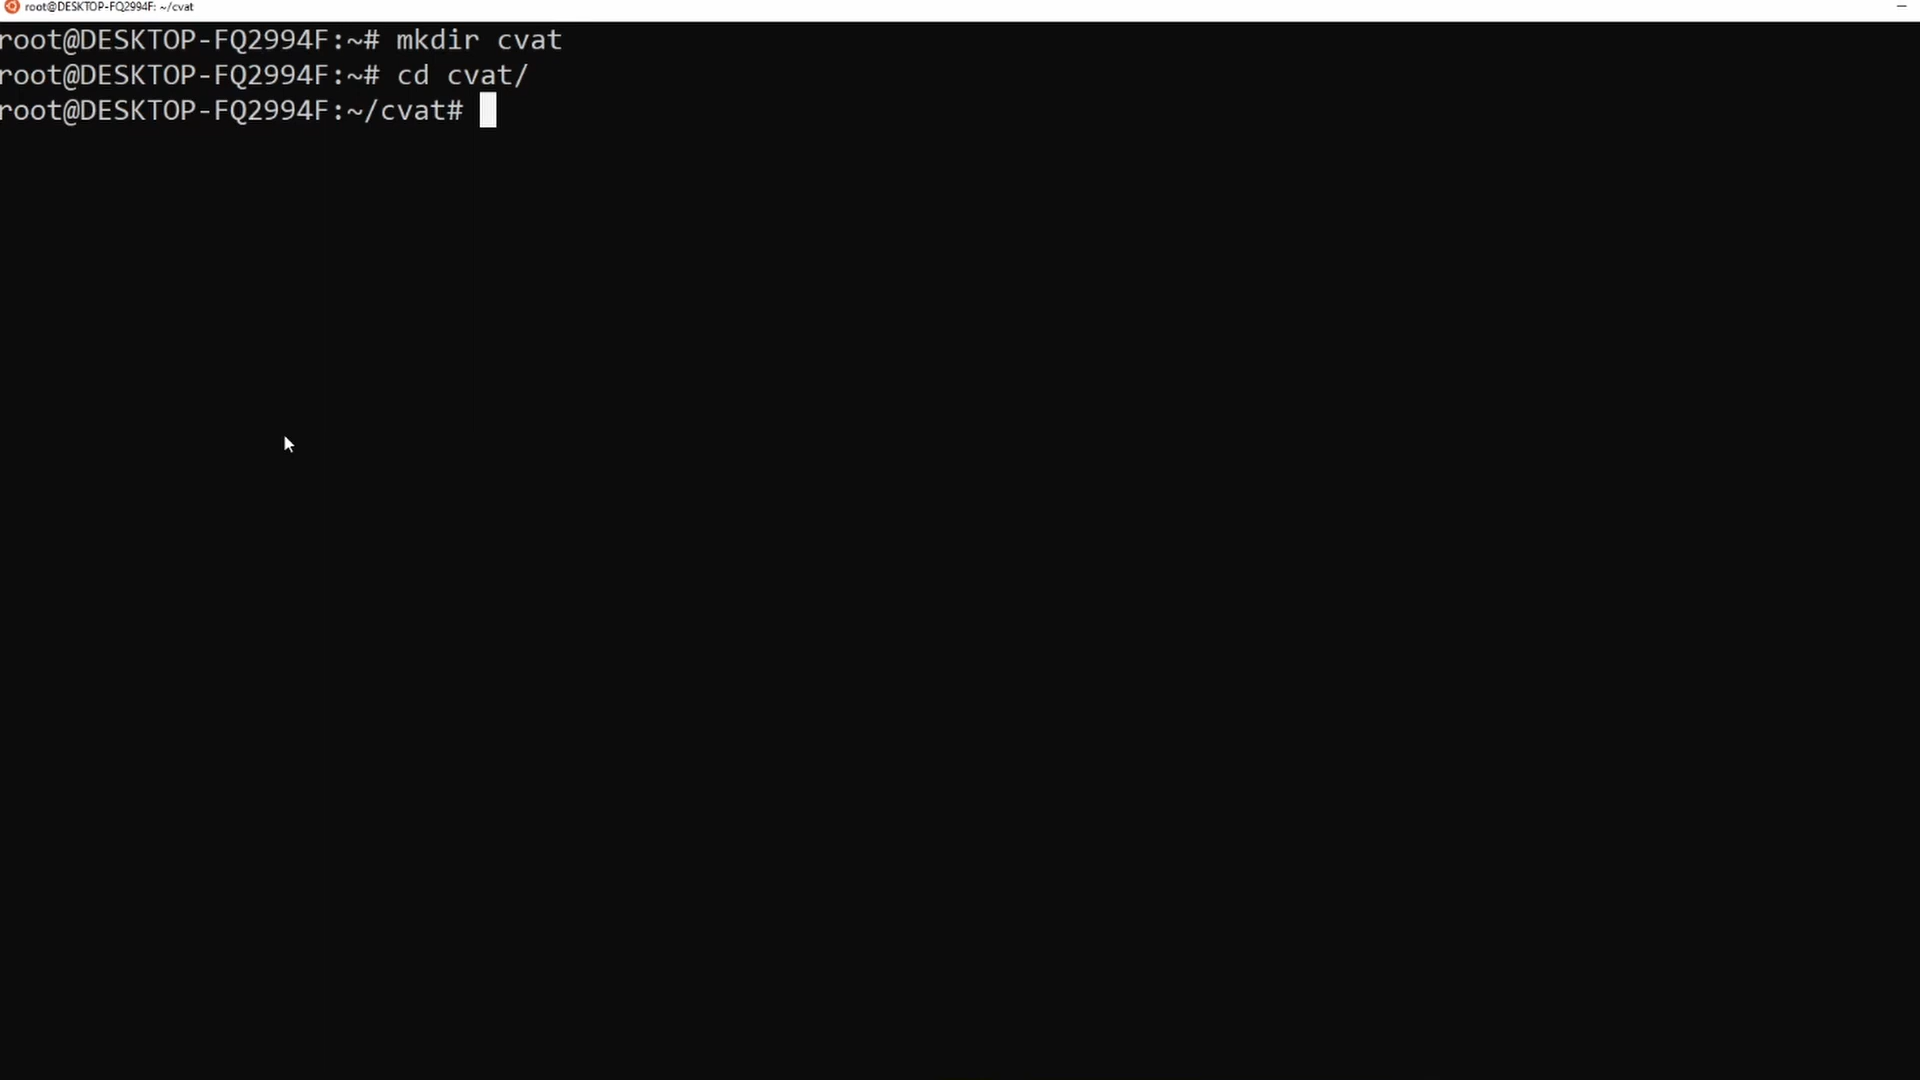 root@DESKTOP-FQ2994F: ~/cvat
root@DESKTOP-FQ2994F:~# mkdir cvat
root@DESKTOP-FQ2994F:~# cd cvat/
root@DESKTOP-FQ2994F:~/cvat#